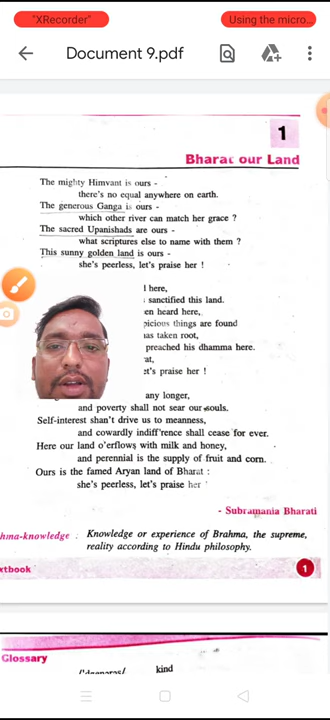 "XRecorder"
Using the micro...
Document 9.pdf
1
Bharat our Land
The mighty Himvant is ours -
there's no equal anywhere on earth.
The generous Ganga is ours -
which other river can match her grace ?
The sacred Upanishads are ours -
what scriptures else to name with them ?
This sunny golden land is ours -
she's peerless, let's praise her !
here,
sanctified this land.
en heard here,
picious things are found
has taken root,
preached his dhamma here.
at,
et's praise her !
any longer,
and poverty shall not sear our souls.
Self-interest shan't drive us to meanness,
and cowardly indiff'rence shall cease for ever.
Here our land o'erflows with milk and honey,
and perennial is the supply of fruit and corn.
Ours is the famed Aryan land of Bharat :
she's peerless, let's praise her
- Subramania Bharati
hma-knowledge : Knowledge or experience of Brahma, the supreme,
reality according to Hindu philosophy.
xtbook
1
Glossary
kind